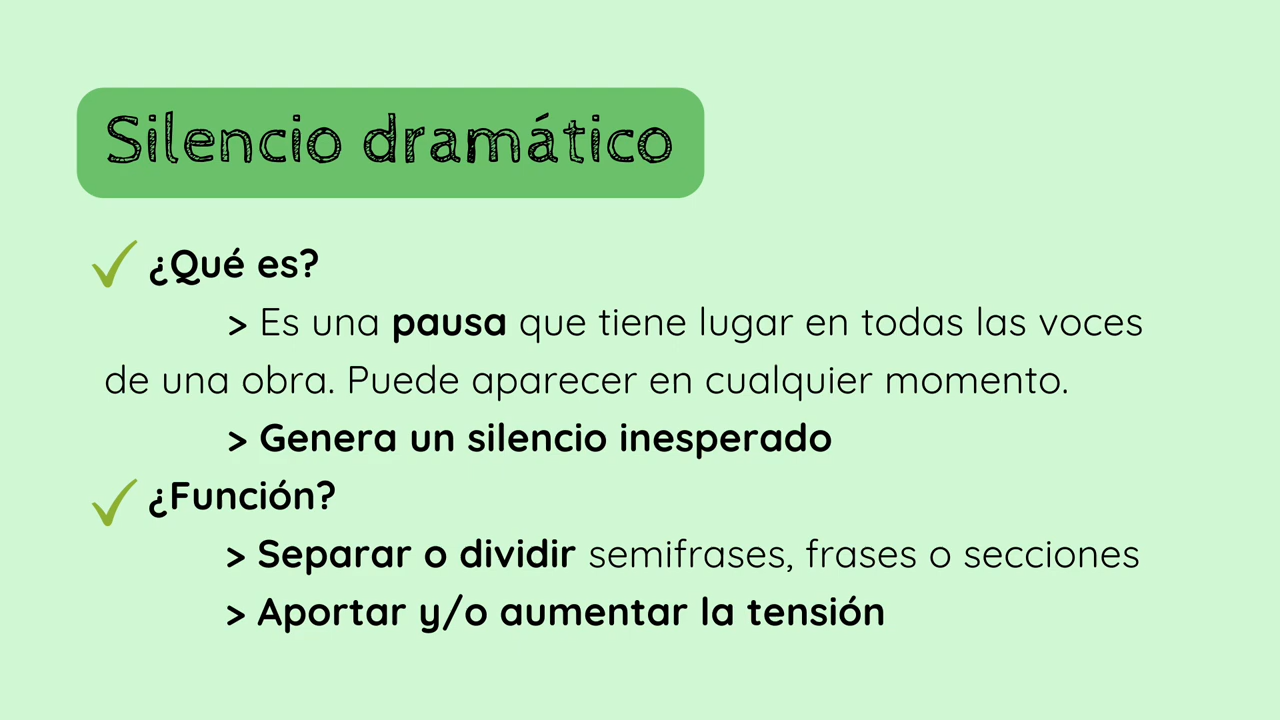 Silencio dramático
¿Qué es?
> Es una pausa que tiene lugar en todas las voces
de una obra. Puede aparecer en cualquier momento.
> Genera un silencio inesperado
¿Función?
> Separar o dividir semifrases, frases o secciones
> Aportar y/o aumentar la tensión